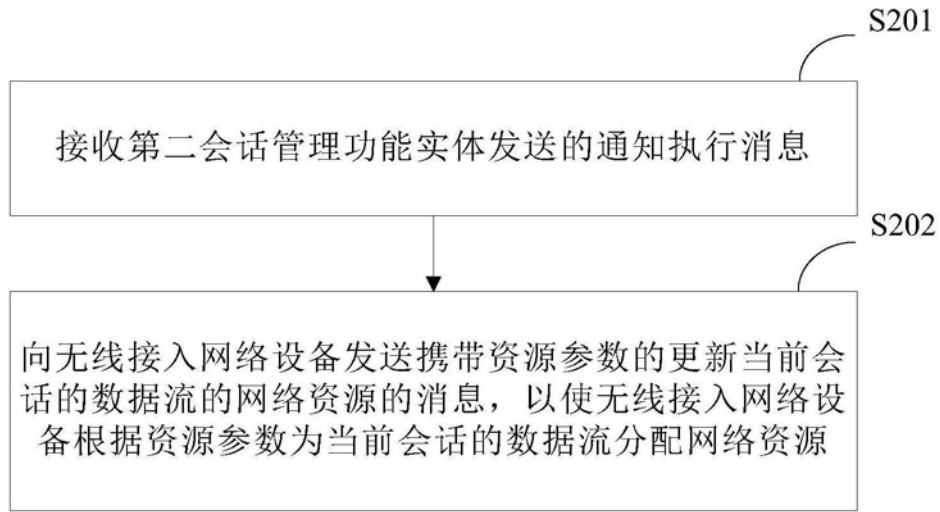 S201
接收第二会话管理功能实体发送的通知执行消息
S202
向无线接入网络设备发送携带资源参数的更新当前会
话的数据流的网络资源的消息，以使无线接入网络设
备根据资源参数为当前会话的数据流分配网络资源